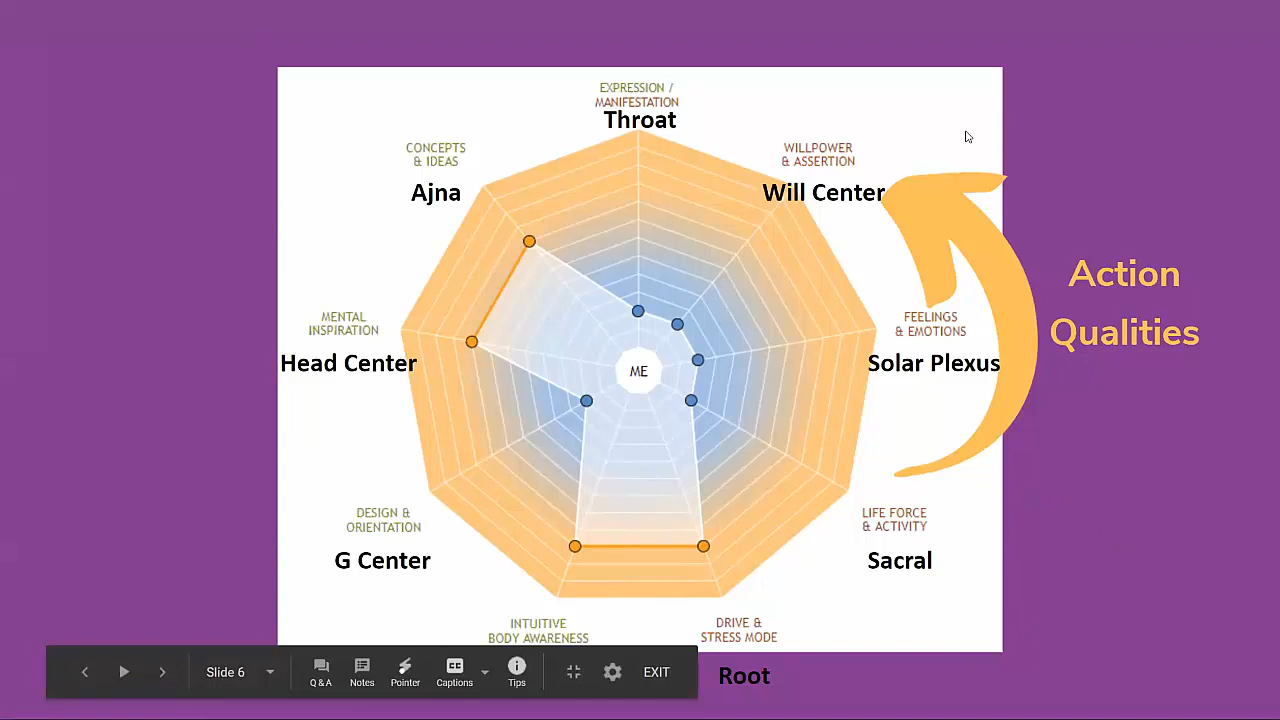 EXPRESSION /
MANIFESTATION
Throat
CONCEPTS
& IDEAS
Ajna
WILLPOWER
& ASSERTION
Will Center
Action
Qualities
MENTAL
INSPIRATION
Head Center
FEELINGS
& EMOTIONS
Solar Plexus
ME
DESIGN &
ORIENTATION
G Center
LIFE FORCE
& ACTIVITY
Sacral
INTUITIVE
BODY AWARENESS
DRIVE &
STRESS MODE
Root
Slide 6
Q & A
Notes
Pointer
CC
Captions
Tips
EXIT